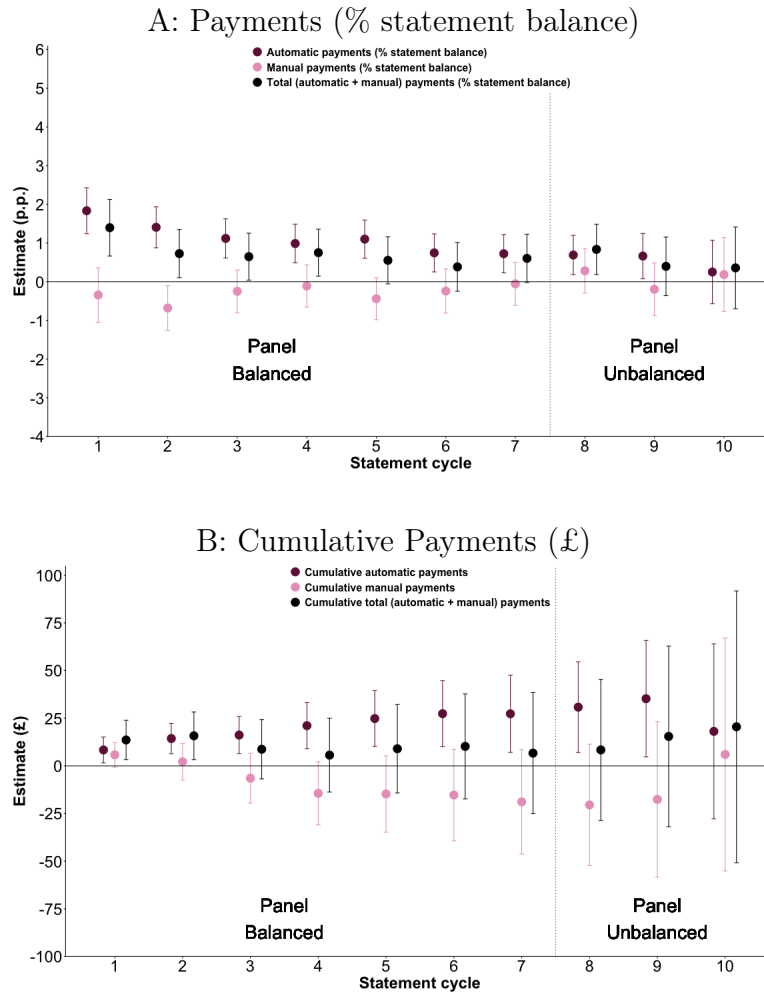 A: Payments (% statement balance)
Automatic payments (% statement balance)
Manual payments (% statement balance)
Total (automatic + manual) payments (% statement balance)
6
5
4
3
2
1
0
-1
-2
-3
-4
Estimate (p.p.)
Panel
Balanced
Panel
Unbalanced
1 2 3 4 5 6 7 8 9 10
Statement cycle
B: Cumulative Payments (£)
Cumulative automatic payments
Cumulative manual payments
Cumulative total (automatic + manual) payments
100
75
50
25
0
-25
-50
-75
-100
Estimate (£)
Panel
Balanced
Panel
Unbalanced
1 2 3 4 5 6 7 8 9 10
Statement cycle